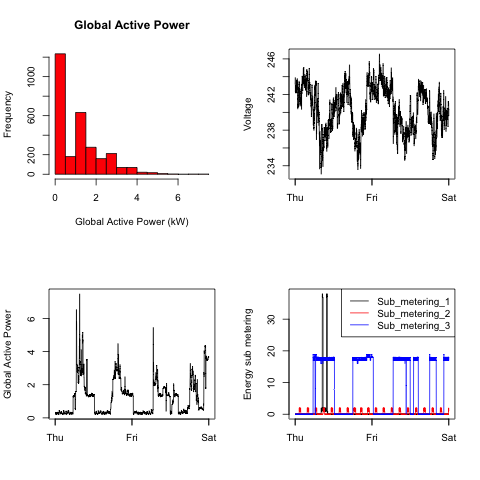 Global Active Power
Frequency
200
600
1000
0
2
4
6
Global Active Power (kW)
Voltage
234
238
242
246
Thu
Fri
Sat
Global Active Power
0
2
4
6
Thu
Fri
Sat
Energy sub metering
0
10
20
30
Sub_metering_1
Sub_metering_2
Sub_metering_3
Thu
Fri
Sat